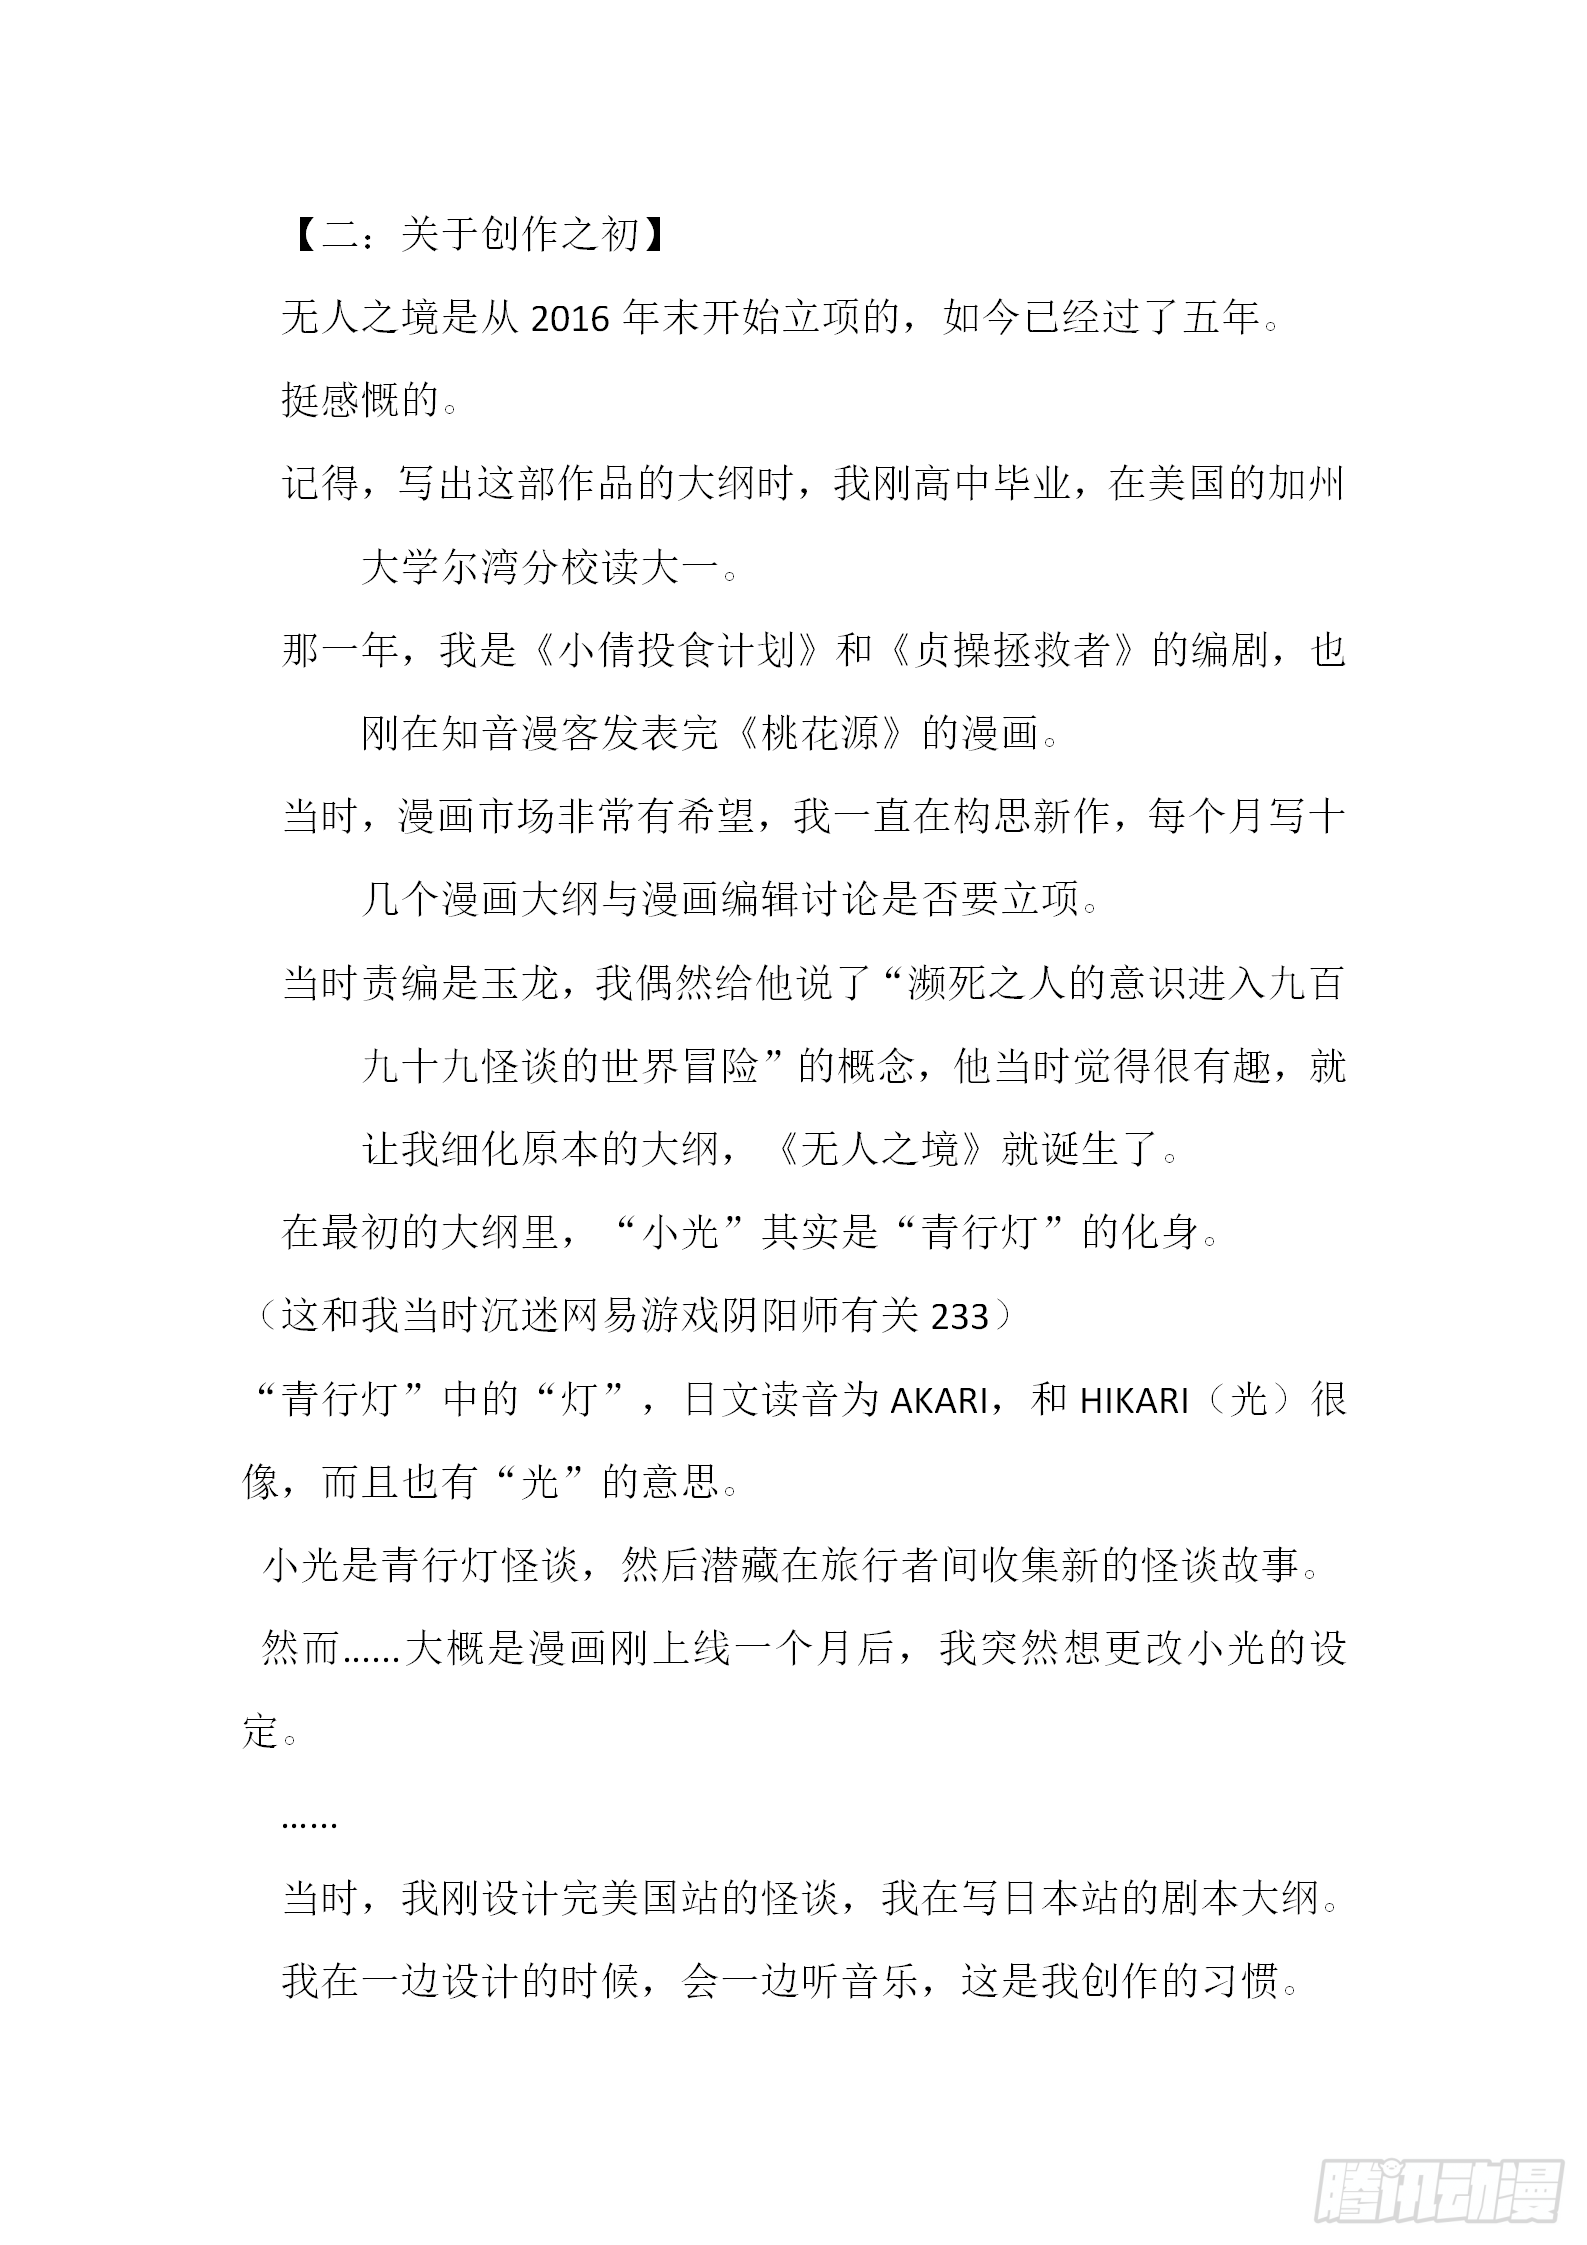 【二：关于创作之初】
无人之境是从 2016 年末开始立项的，如今已经过了五年。
挺感慨的。
记得，写出这部作品的大纲时，我刚高中毕业，在美国的加州
大学尔湾分校读大一。
那一年，我是《小倩投食计划》和《贞操拯救者》的编剧，也
刚在知音漫客发表完《桃花源》的漫画。
当时，漫画市场非常有希望，我一直在构思新作，每个月写十
几个漫画大纲与漫画编辑讨论是否要立项。
当时责编是玉龙，我偶然给他说了“濒死之人的意识进入九百
九十九怪谈的世界冒险”的概念，他当时觉得很有趣，就
让我细化原本的大纲，《无人之境》就诞生了。
在最初的大纲里，“小光”其实是“青行灯”的化身。
（这和我当时沉迷网易游戏阴阳师有关 233）
“青行灯”中的“灯”，日文读音为 AKARI，和 HIKARI（光）很
像，而且也有“光”的意思。
小光是青行灯怪谈，然后潜藏在旅行者间收集新的怪谈故事。
然而……大概是漫画刚上线一个月后，我突然想更改小光的设
定。
……
当时，我刚设计完美国站的怪谈，我在写日本站的剧本大纲。
我在一边设计的时候，会一边听音乐，这是我创作的习惯。
腾讯动漫